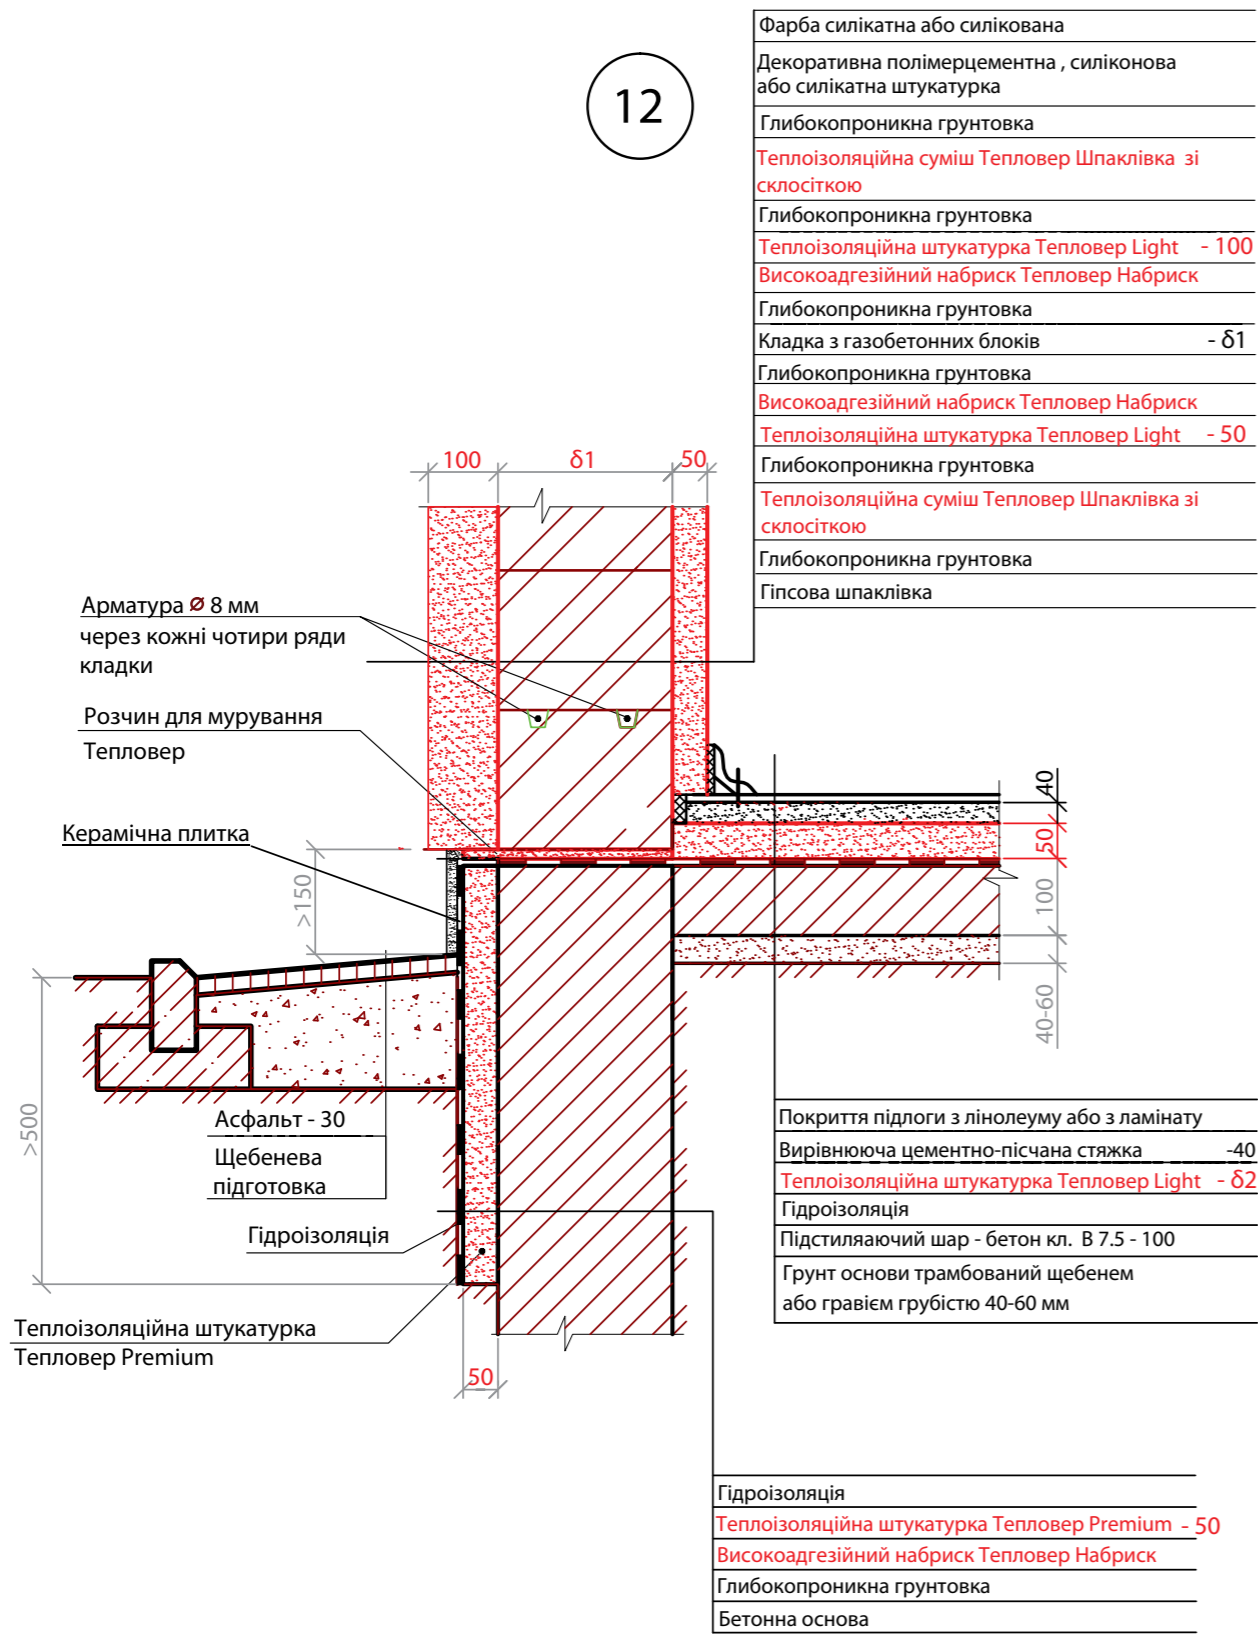 12
Фарба силікатна або силікована
Декоративна полімерцементна , силіконова
або силікатна штукатурка
Глибокопроникна грунтовка
Теплоізоляційна суміш Тепловер Шпаклівка зі
склосіткою
Глибокопроникна грунтовка
Теплоізоляційна штукатурка Тепловер Light - 100
Високоадгезійний набриск Тепловер Набриск
Глибокопроникна грунтовка
Кладка з газобетонних блоків - δ1
Глибокопроникна грунтовка
Високоадгезійний набриск Тепловер Набриск
Теплоізоляційна штукатурка Тепловер Light - 50
Глибокопроникна грунтовка
Теплоізоляційна суміш Тепловер Шпаклівка зі
склосіткою
Глибокопроникна грунтовка
Гіпсова шпаклівка
100 δ1 50
Арматура ⌀ 8 мм
через кожні чотири ряди
кладки
Розчин для мурування
Тепловер
Керамічна плитка
>150
>500
40
50
100
40-60
Асфальт - 30
Щебенева
підготовка
Гідроізоляція
Теплоізоляційна штукатурка
Тепловер Premium
50
Покриття підлоги з лінолеуму або з ламінату
Вирівнююча цементно-пісчана стяжка -40
Теплоізоляційна штукатурка Тепловер Light - δ2
Гідроізоляція
Підстиляаючий шар - бетон кл. В 7.5 - 100
Грунт основи трамбований щебенем
або гравієм грубістю 40-60 мм
Гідроізоляція
Теплоізоляційна штукатурка Тепловер Premium - 50
Високоадгезійний набриск Тепловер Набриск
Глибокопроникна грунтовка
Бетонна основа